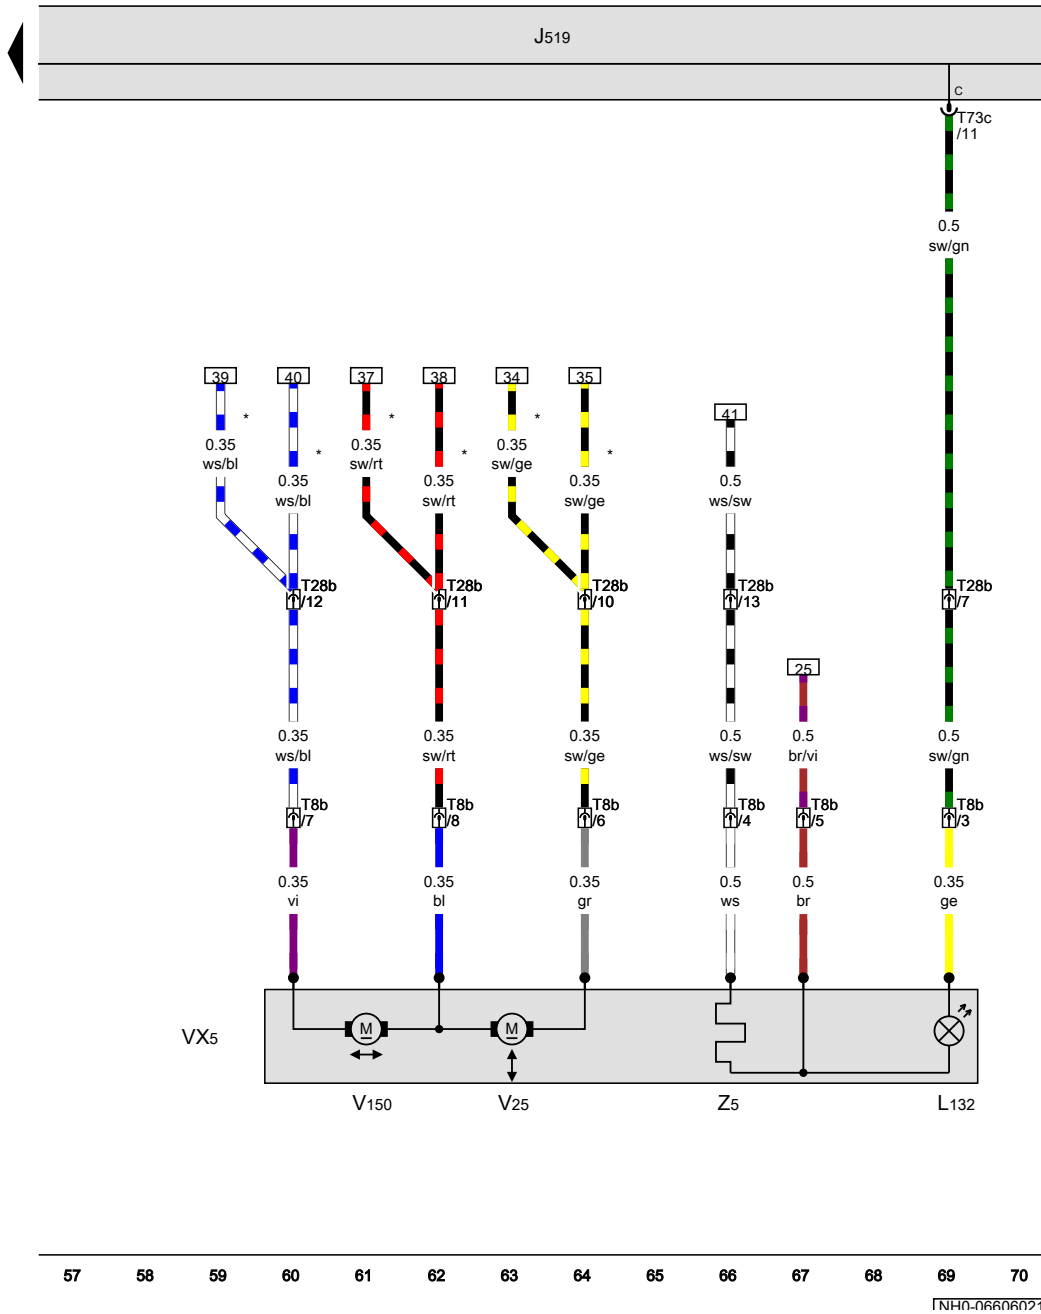 J519
C
T73c
/11
0.5
sw/gn
39 40 37 38 34 35
41
* * *
0.35 0.35 0.35
ws/bl sw/rt sw/ge
* * *
0.35 0.35 0.35 0.5
ws/bl sw/rt sw/ge ws/sw
T28b T28b T28b T28b T28b
/12 /11 /10 /13 /7
25
0.35 0.35 0.35 0.5 0.5 0.5
ws/bl sw/rt sw/ge ws/sw br/vi sw/gn
T8b T8b T8b T8b T8b T8b
/7 /8 /6 /4 /5 /3
0.35 0.35 0.35 0.5 0.5 0.35
vi bl gr ws br ge
M M
VX5
V150 V25 Z5 L132
57 58 59 60 61 62 63 64 65 66 67 68 69 70
NH0-06606021